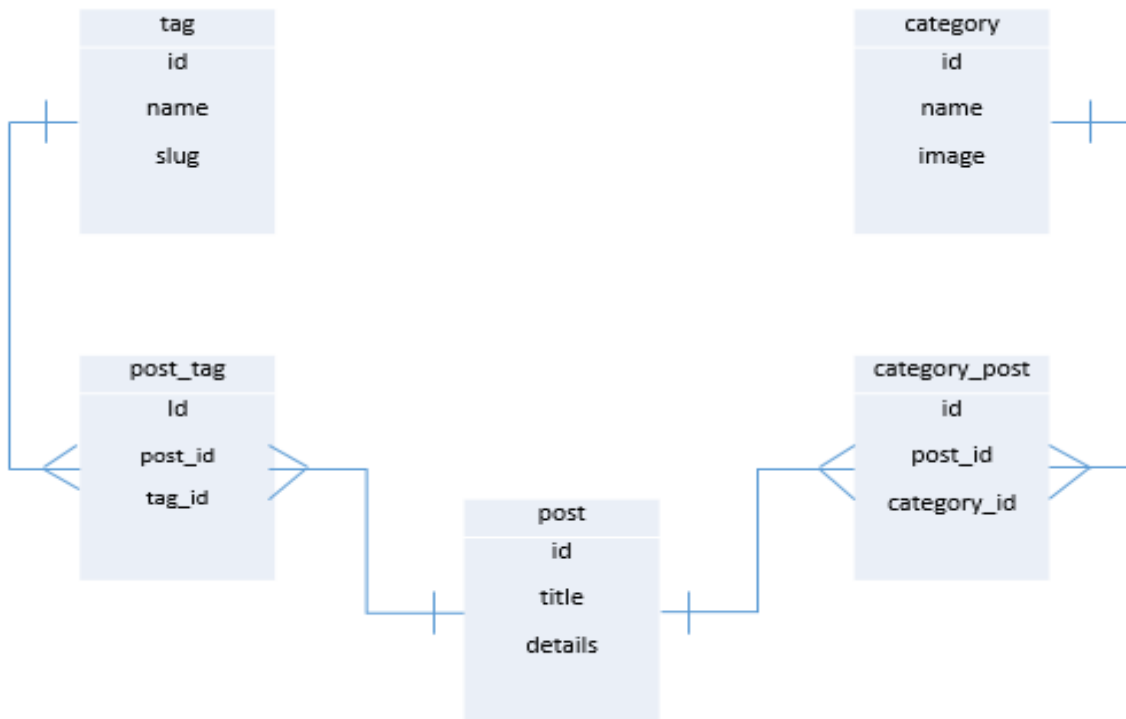 tag
id
name
slug
category
id
name
image
post_tag
Id
post_id
tag_id
category_post
id
post_id
category_id
post
id
title
details